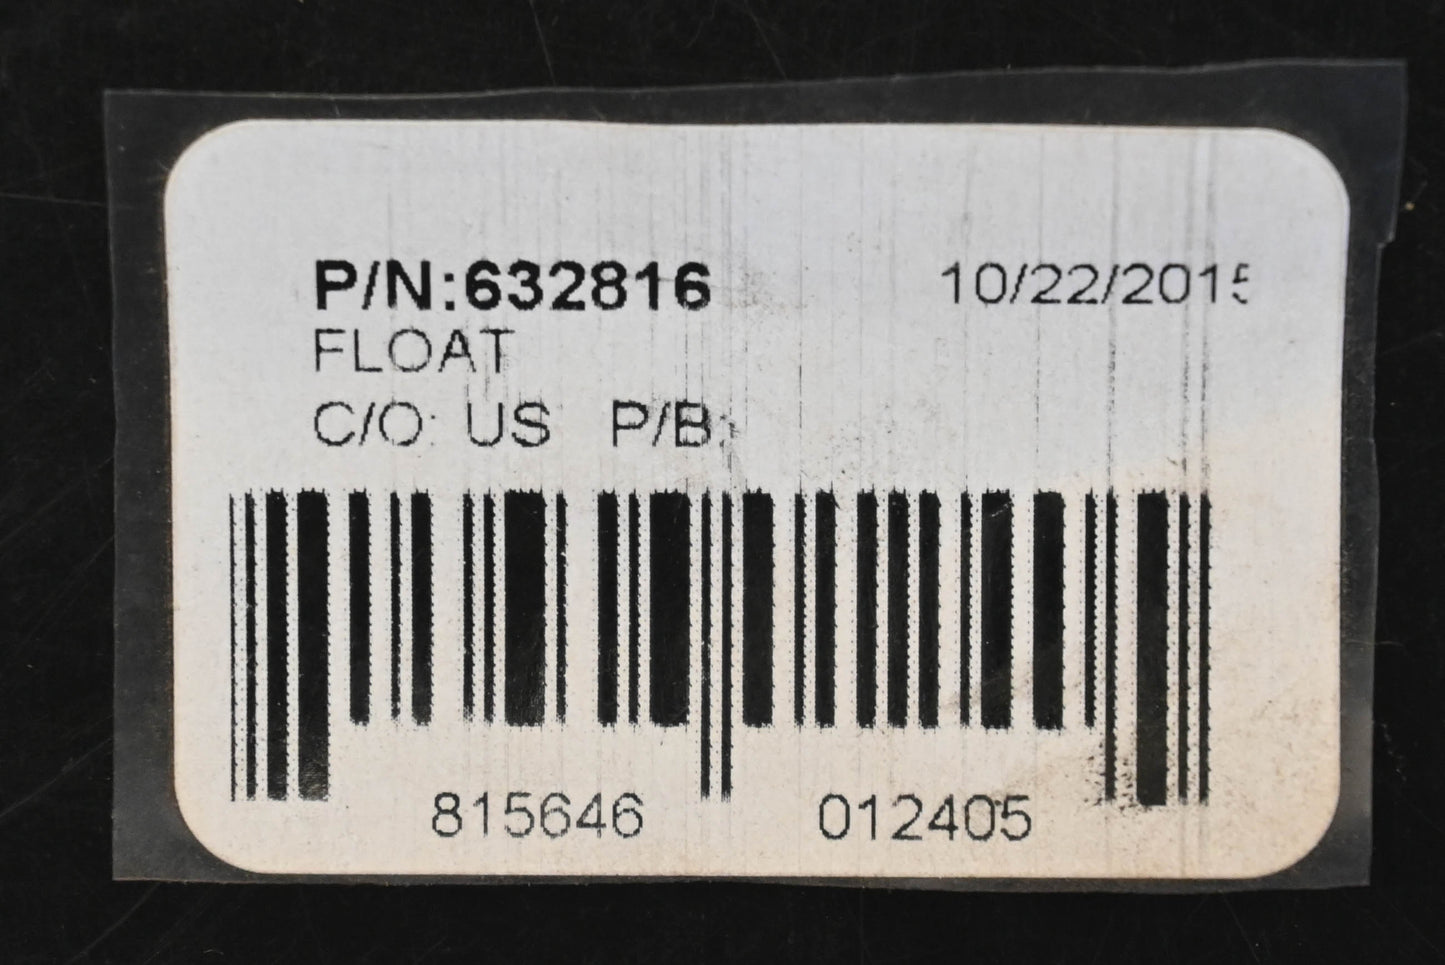 P/N:632816 10/22/2015
FLOAT
C/O: US P/B:
815646 012405